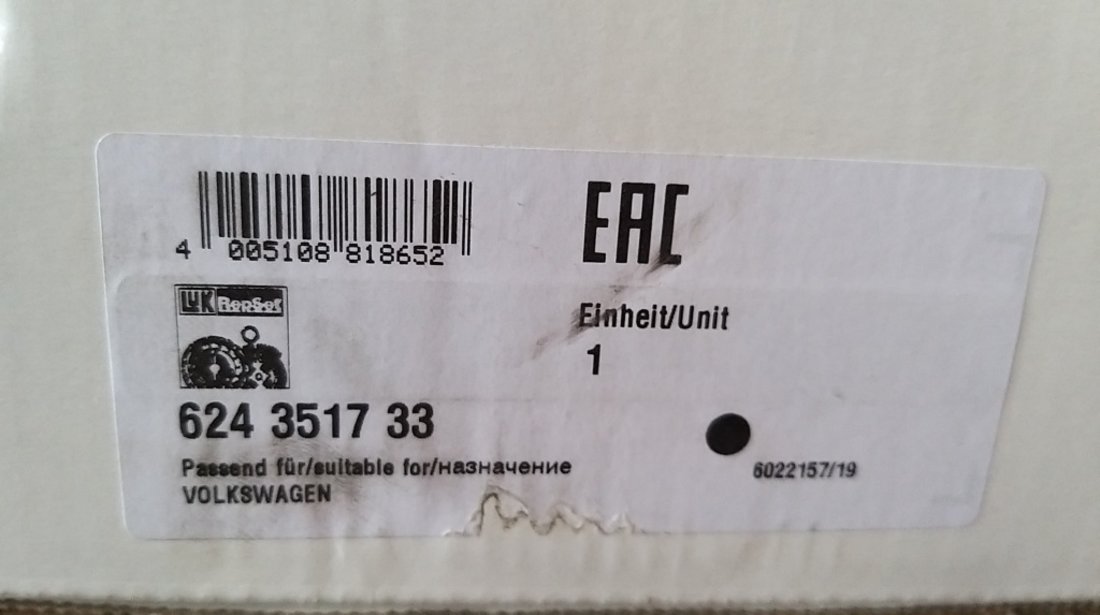 4 005108 818652
EAC
LuK RepSet
Einheit/Unit
1
624 3517 33
Passend für/suitable for/назначение
VOLKSWAGEN
6022157/19